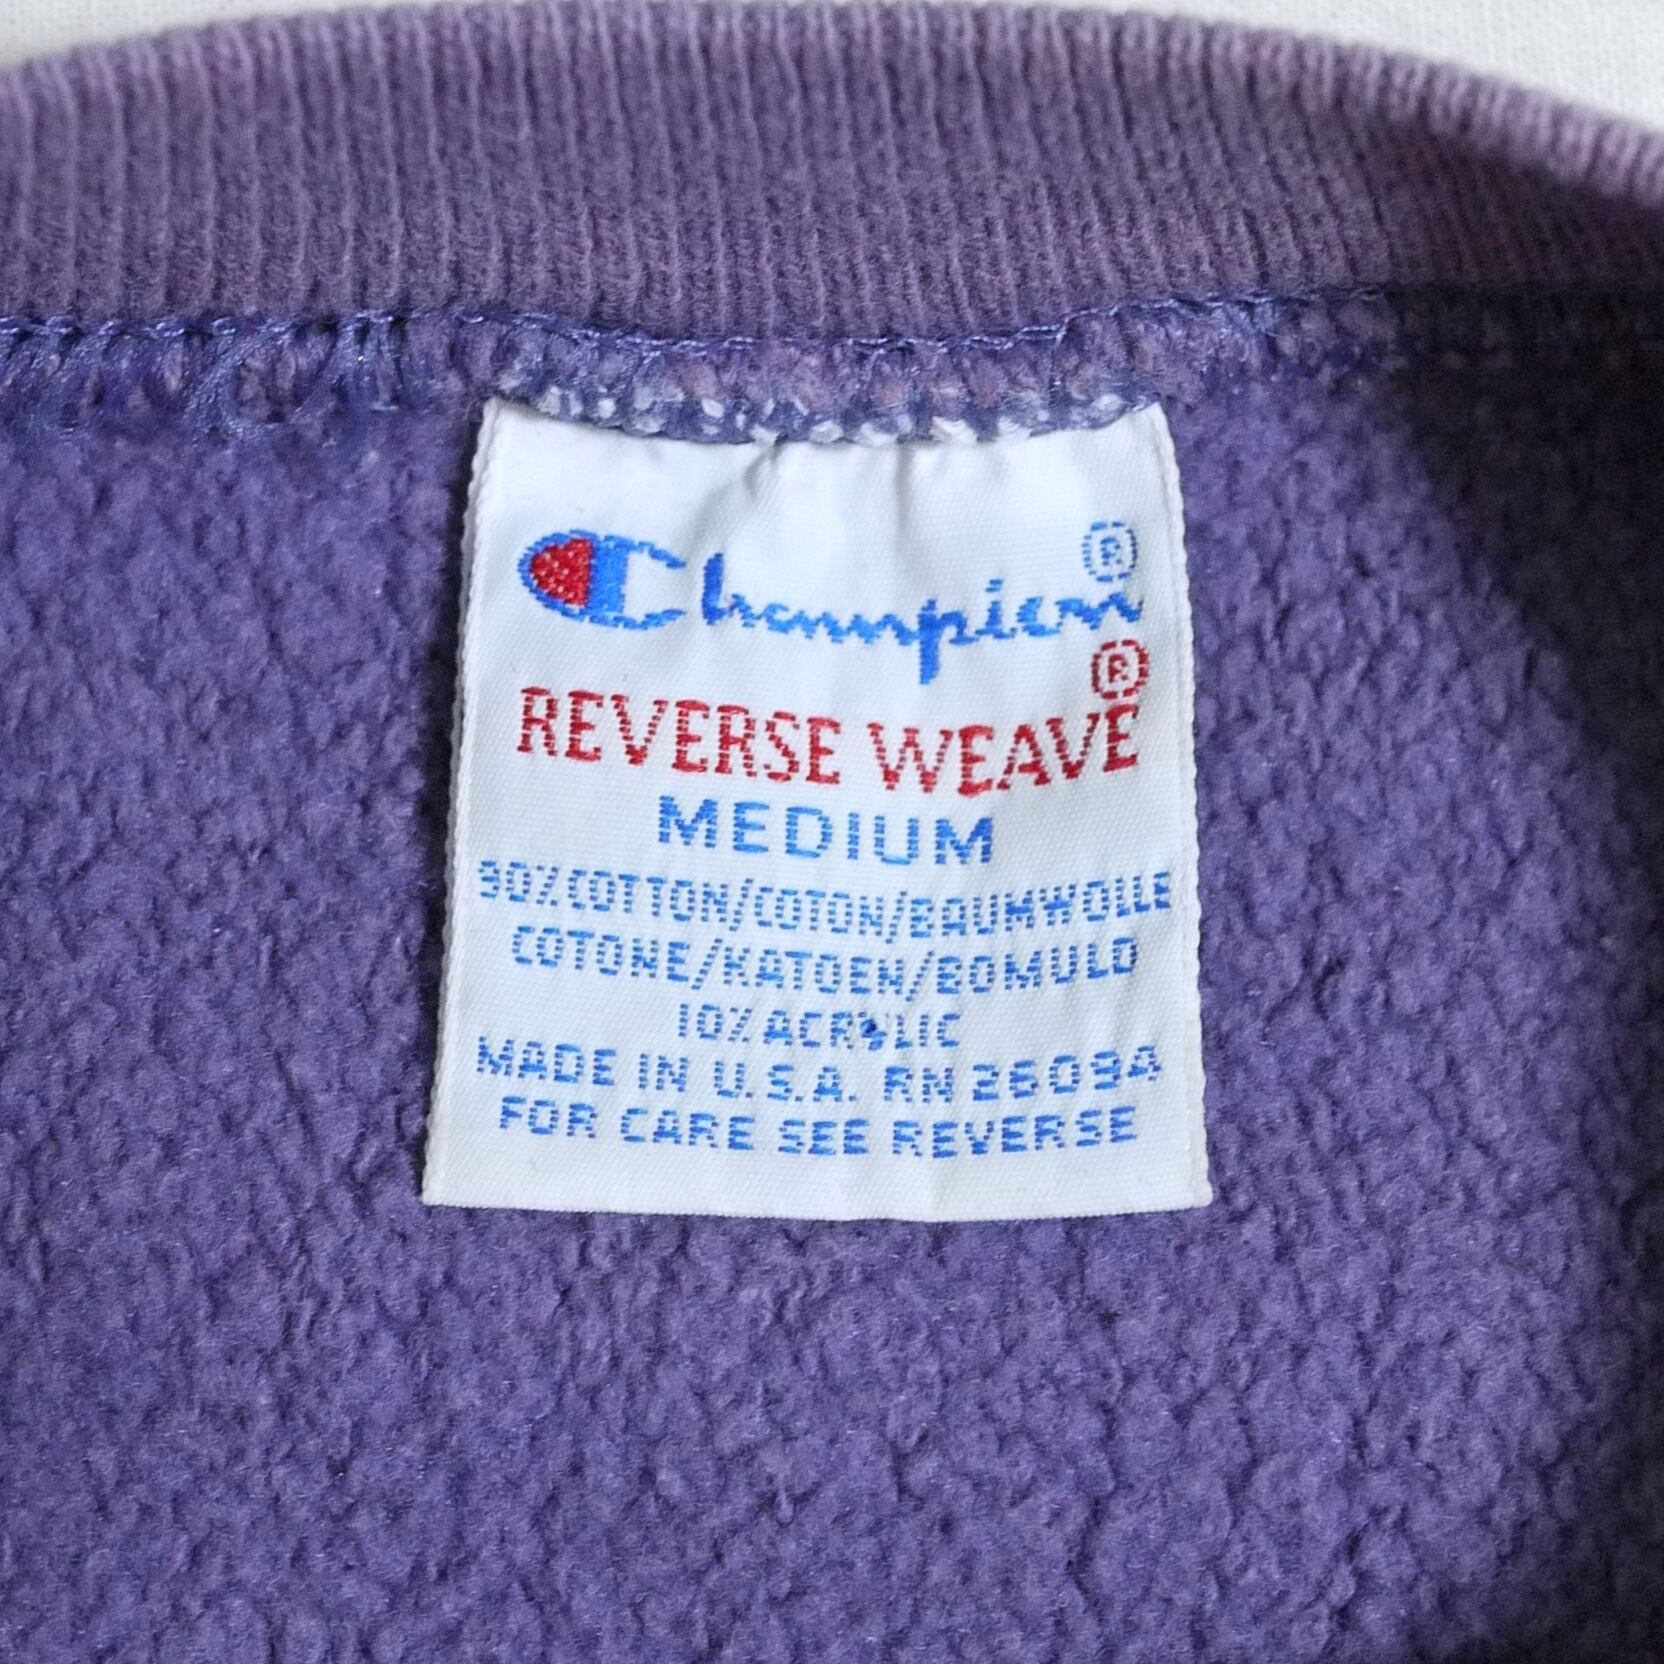 Champion®
REVERSE WEAVE®
MEDIUM
90% COTTON/COTON/BAUMWOLLE
COTONE/KATOEN/BOMULD
10% ACRYLIC
MADE IN U.S.A. RN 26094
FOR CARE SEE REVERSE